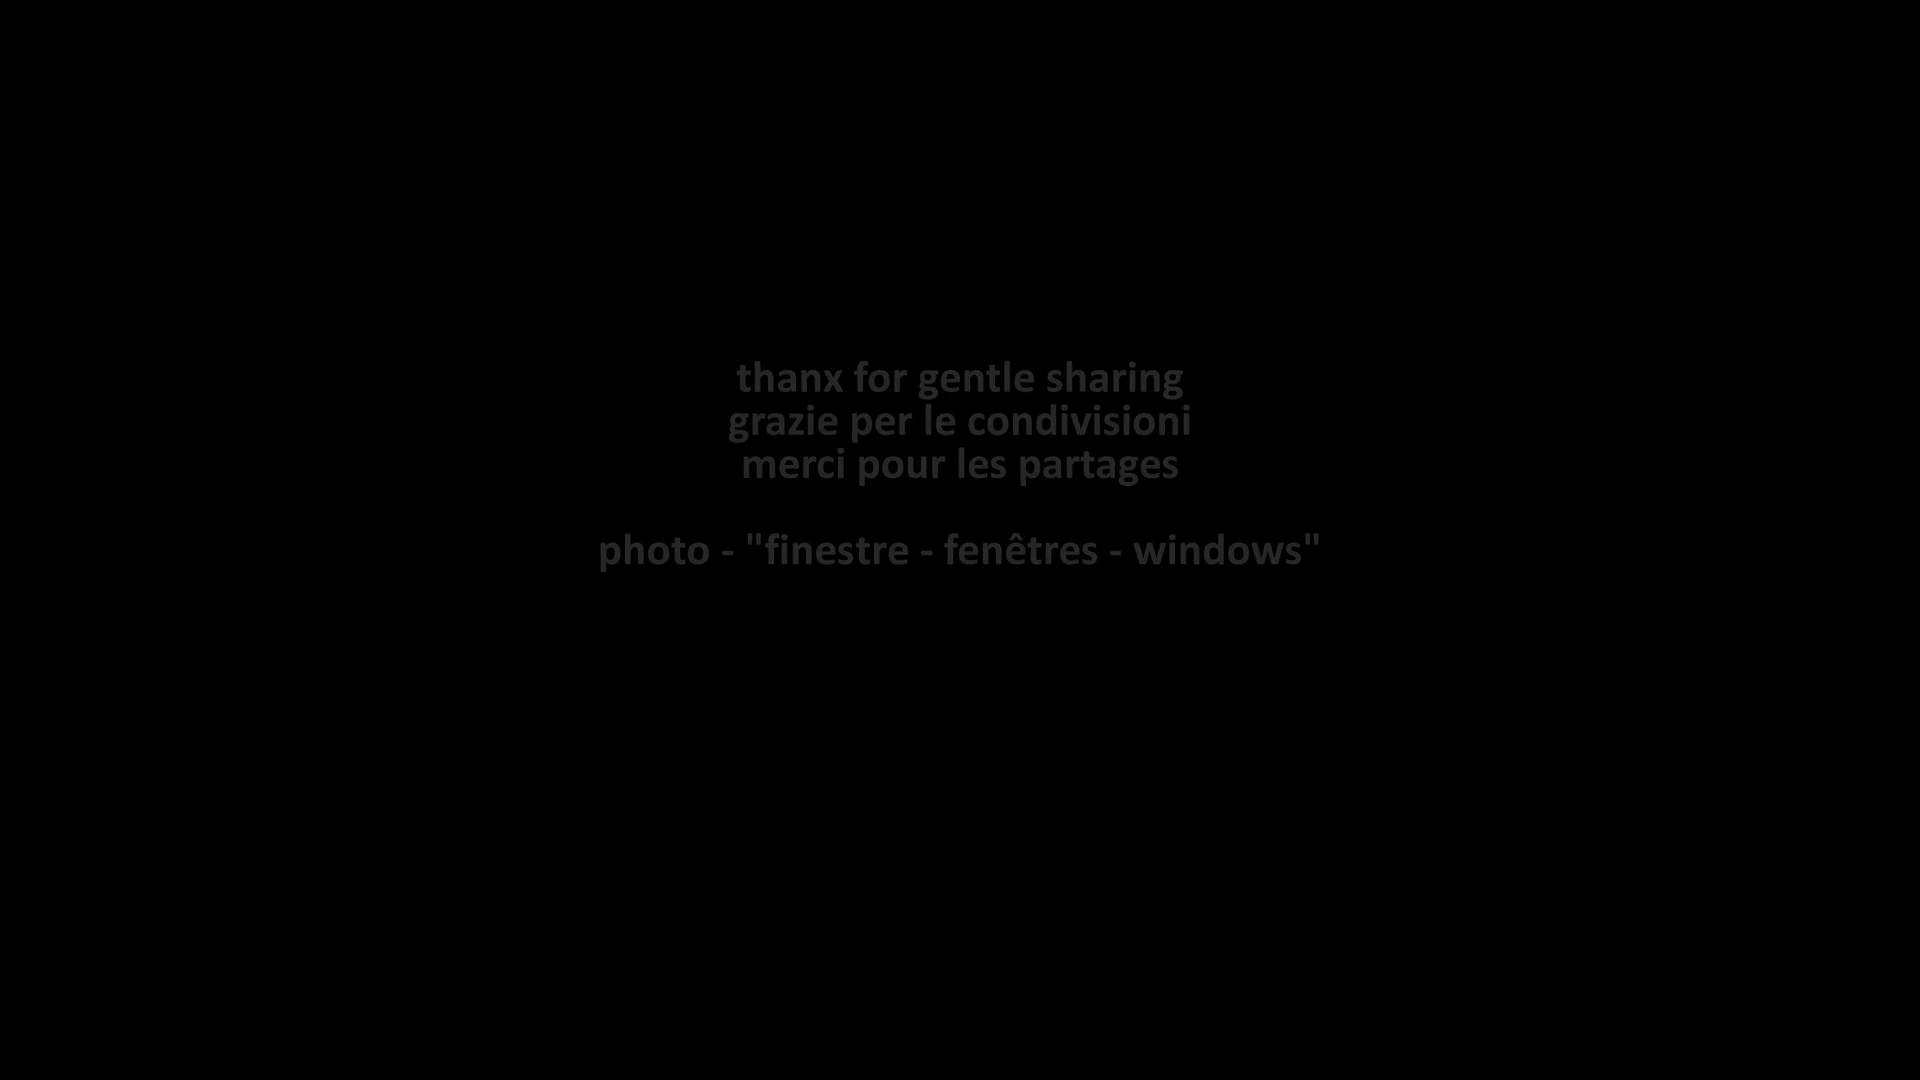 thanx for gentle sharing
grazie per le condivisioni
merci pour les partages
photo - "finestre - fenêtres - windows"